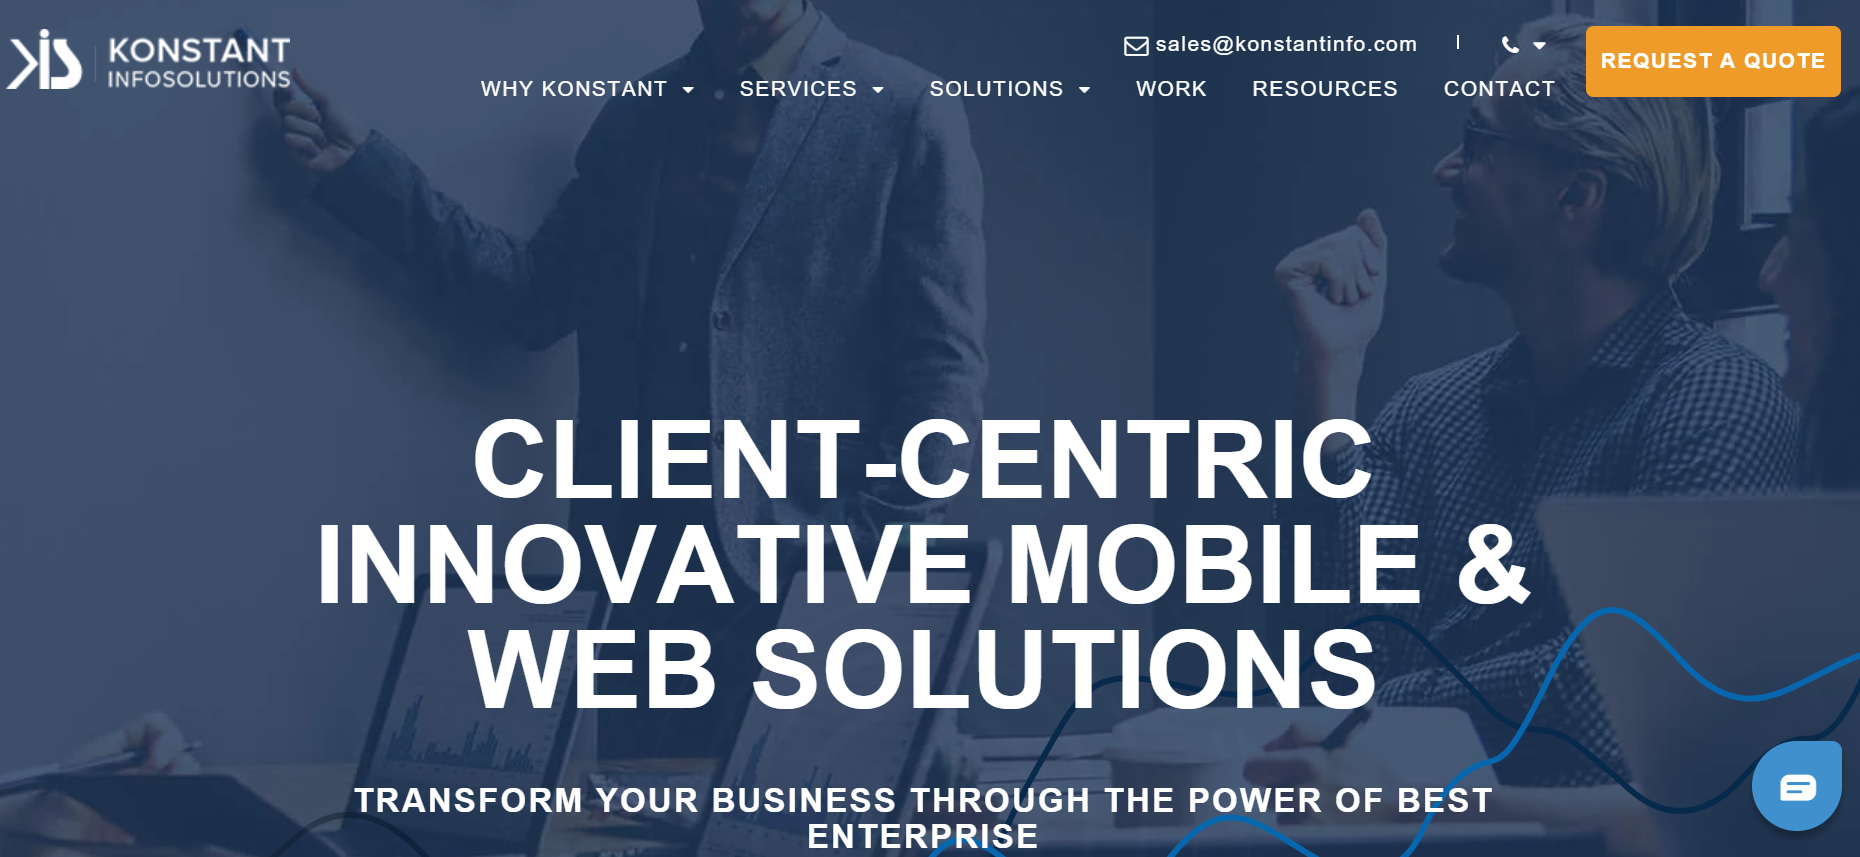 KONSTANT
INFOSOLUTIONS
sales@konstantinfo.com
REQUEST A QUOTE
WHY KONSTANT
SERVICES
SOLUTIONS
WORK
RESOURCES
CONTACT
CLIENT-CENTRIC
INNOVATIVE MOBILE &
WEB SOLUTIONS
TRANSFORM YOUR BUSINESS THROUGH THE POWER OF BEST
ENTERPRISE